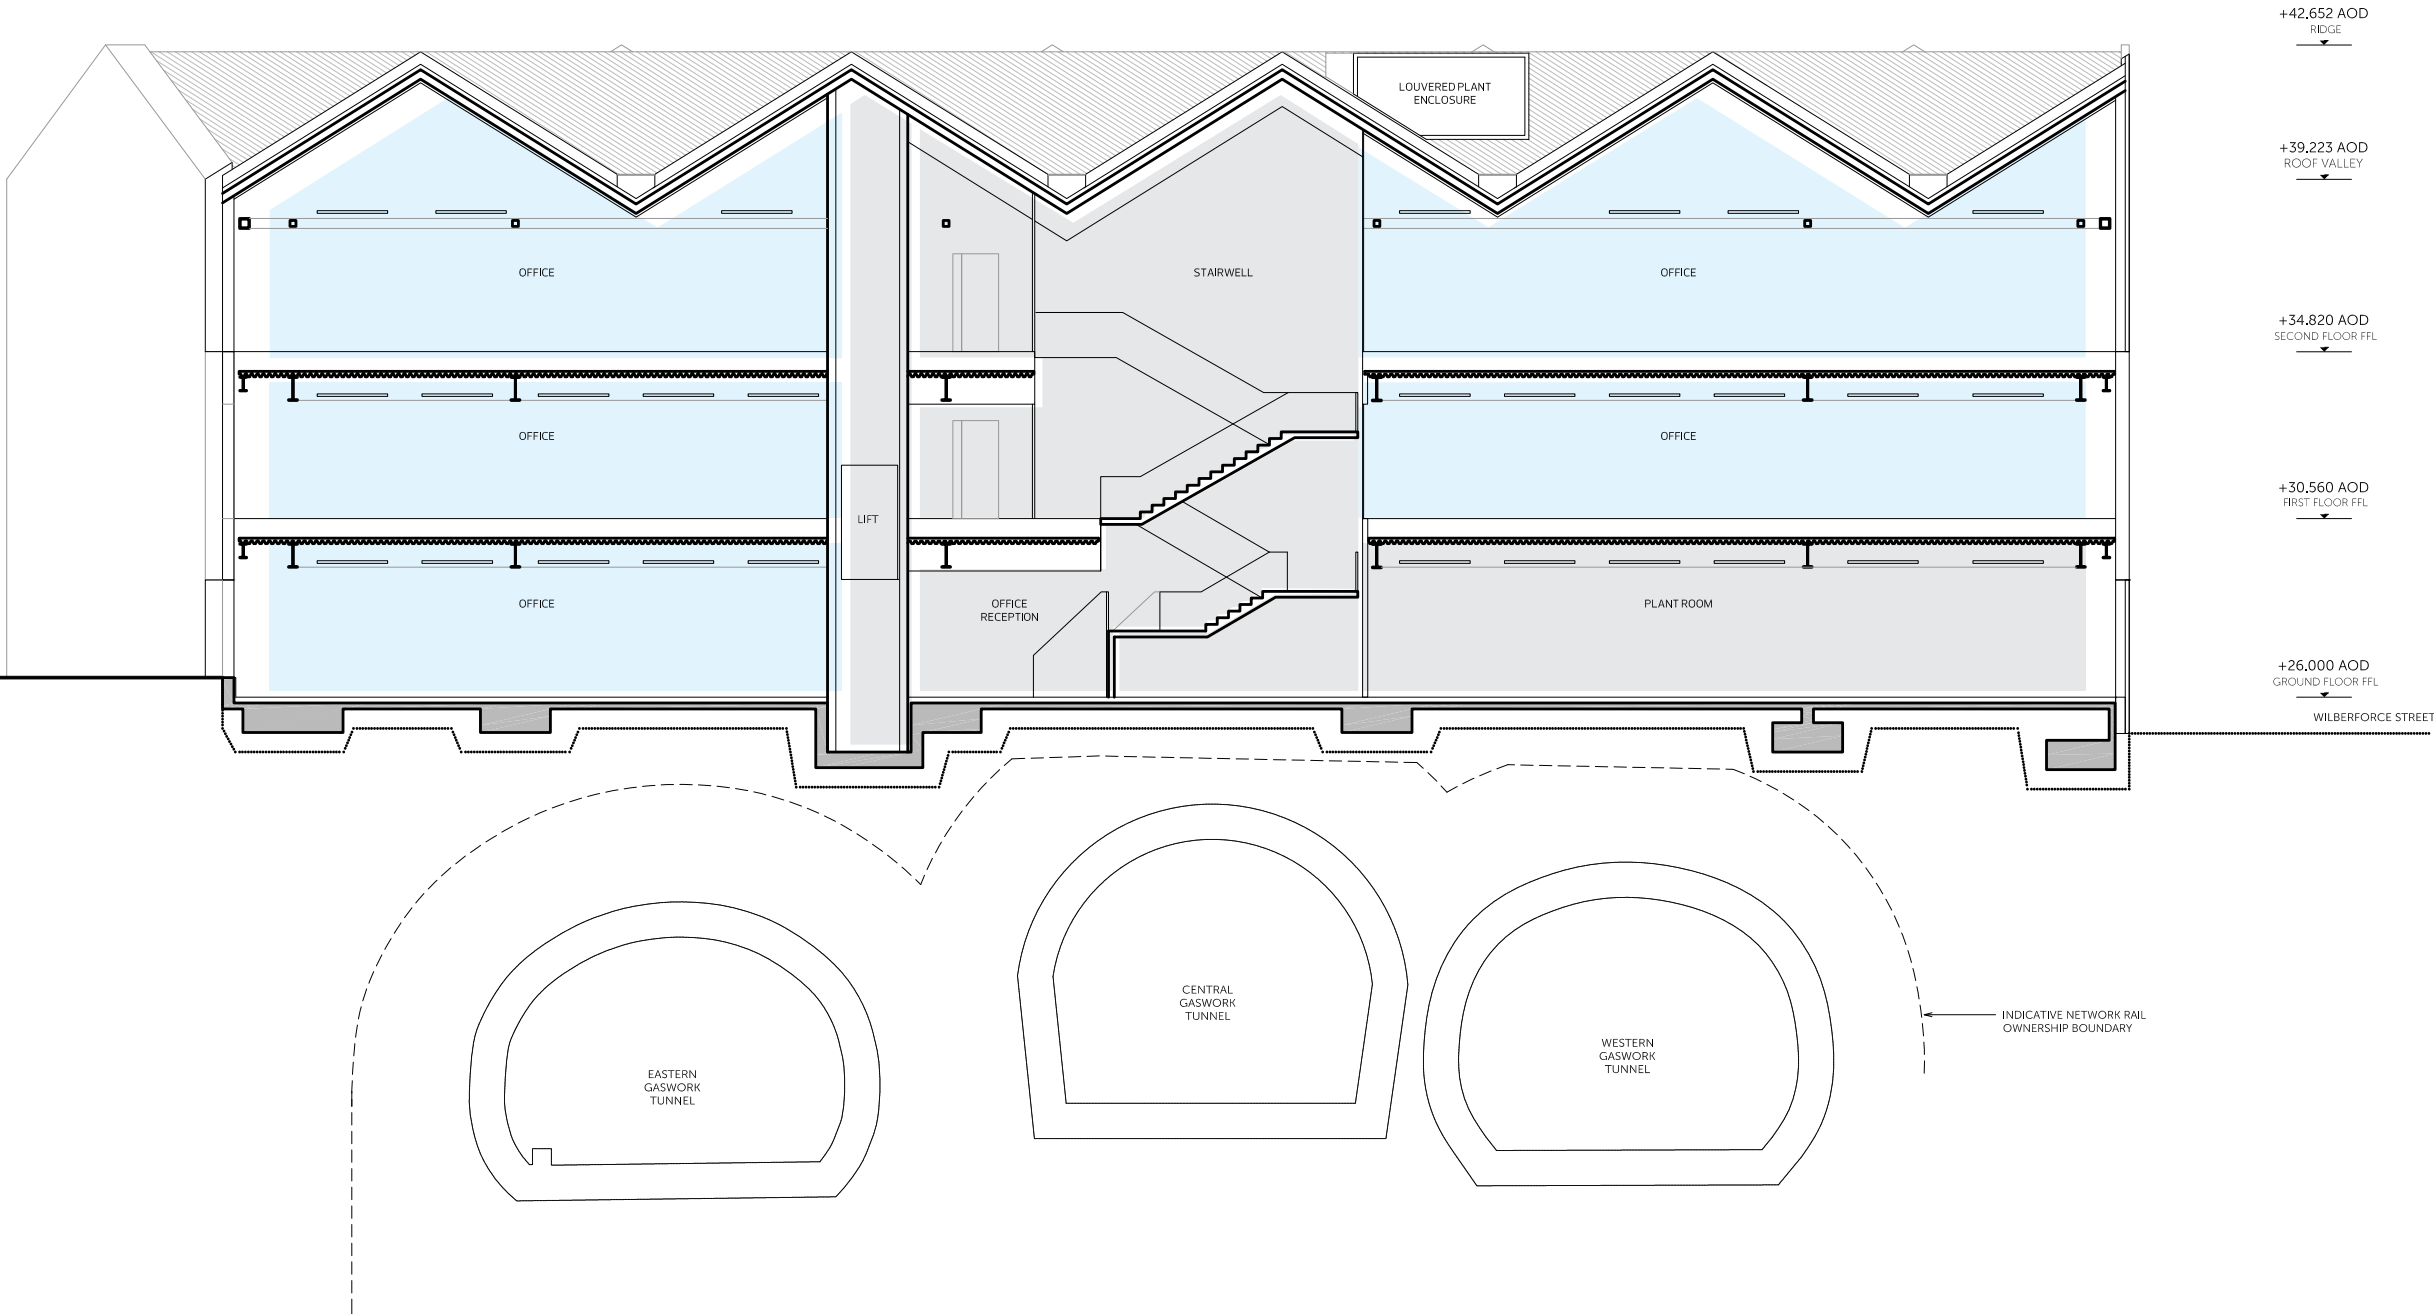 +42.652 AOD
RIDGE
LOUVERED PLANT
ENCLOSURE
+39.223 AOD
ROOF VALLEY
OFFICE
STAIRWELL
OFFICE
+34.820 AOD
SECOND FLOOR FFL
OFFICE
OFFICE
+30.560 AOD
FIRST FLOOR FFL
LIFT
OFFICE
OFFICE
RECEPTION
PLANT ROOM
+26.000 AOD
GROUND FLOOR FFL
WILBERFORCE STREET
CENTRAL
GASWORK
TUNNEL
INDICATIVE NETWORK RAIL
OWNERSHIP BOUNDARY
WESTERN
GASWORK
TUNNEL
EASTERN
GASWORK
TUNNEL